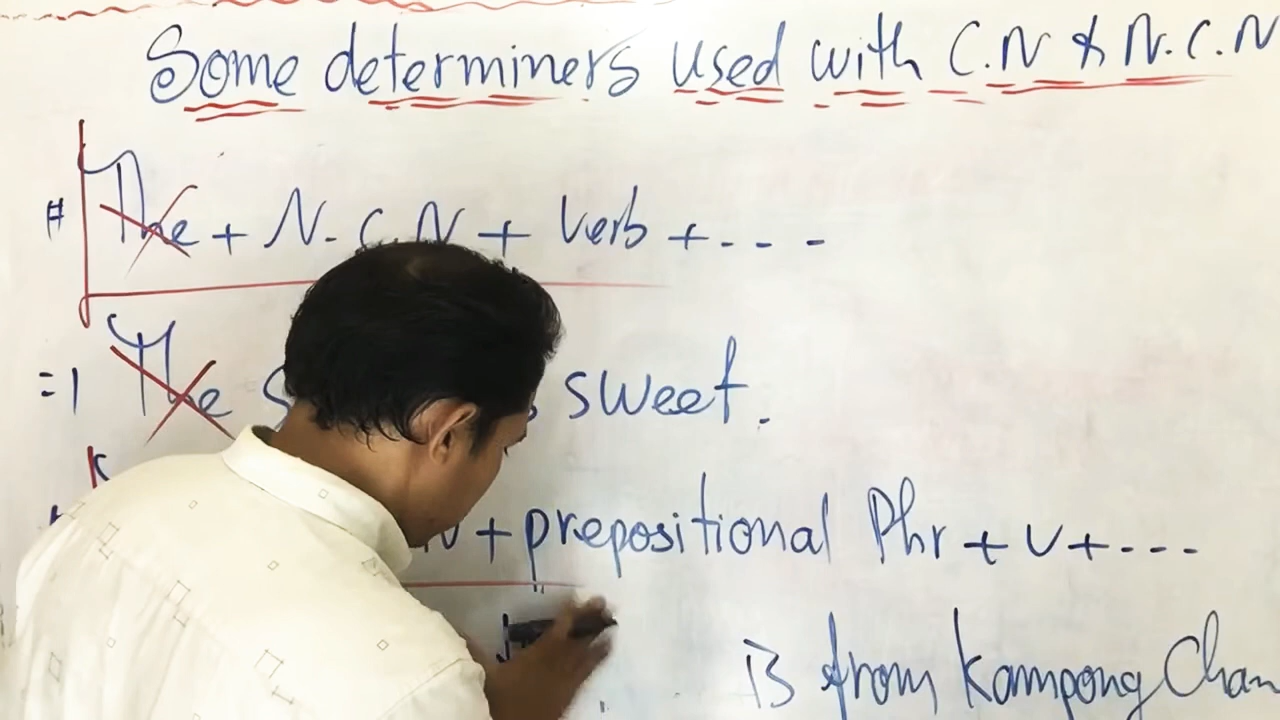 Some determiners used with C.N & N.C.N
# The + N.C.N + Verb + ----
=1 The sweet.
+ prepositional Phr + V + ---
is from Kampong Cham